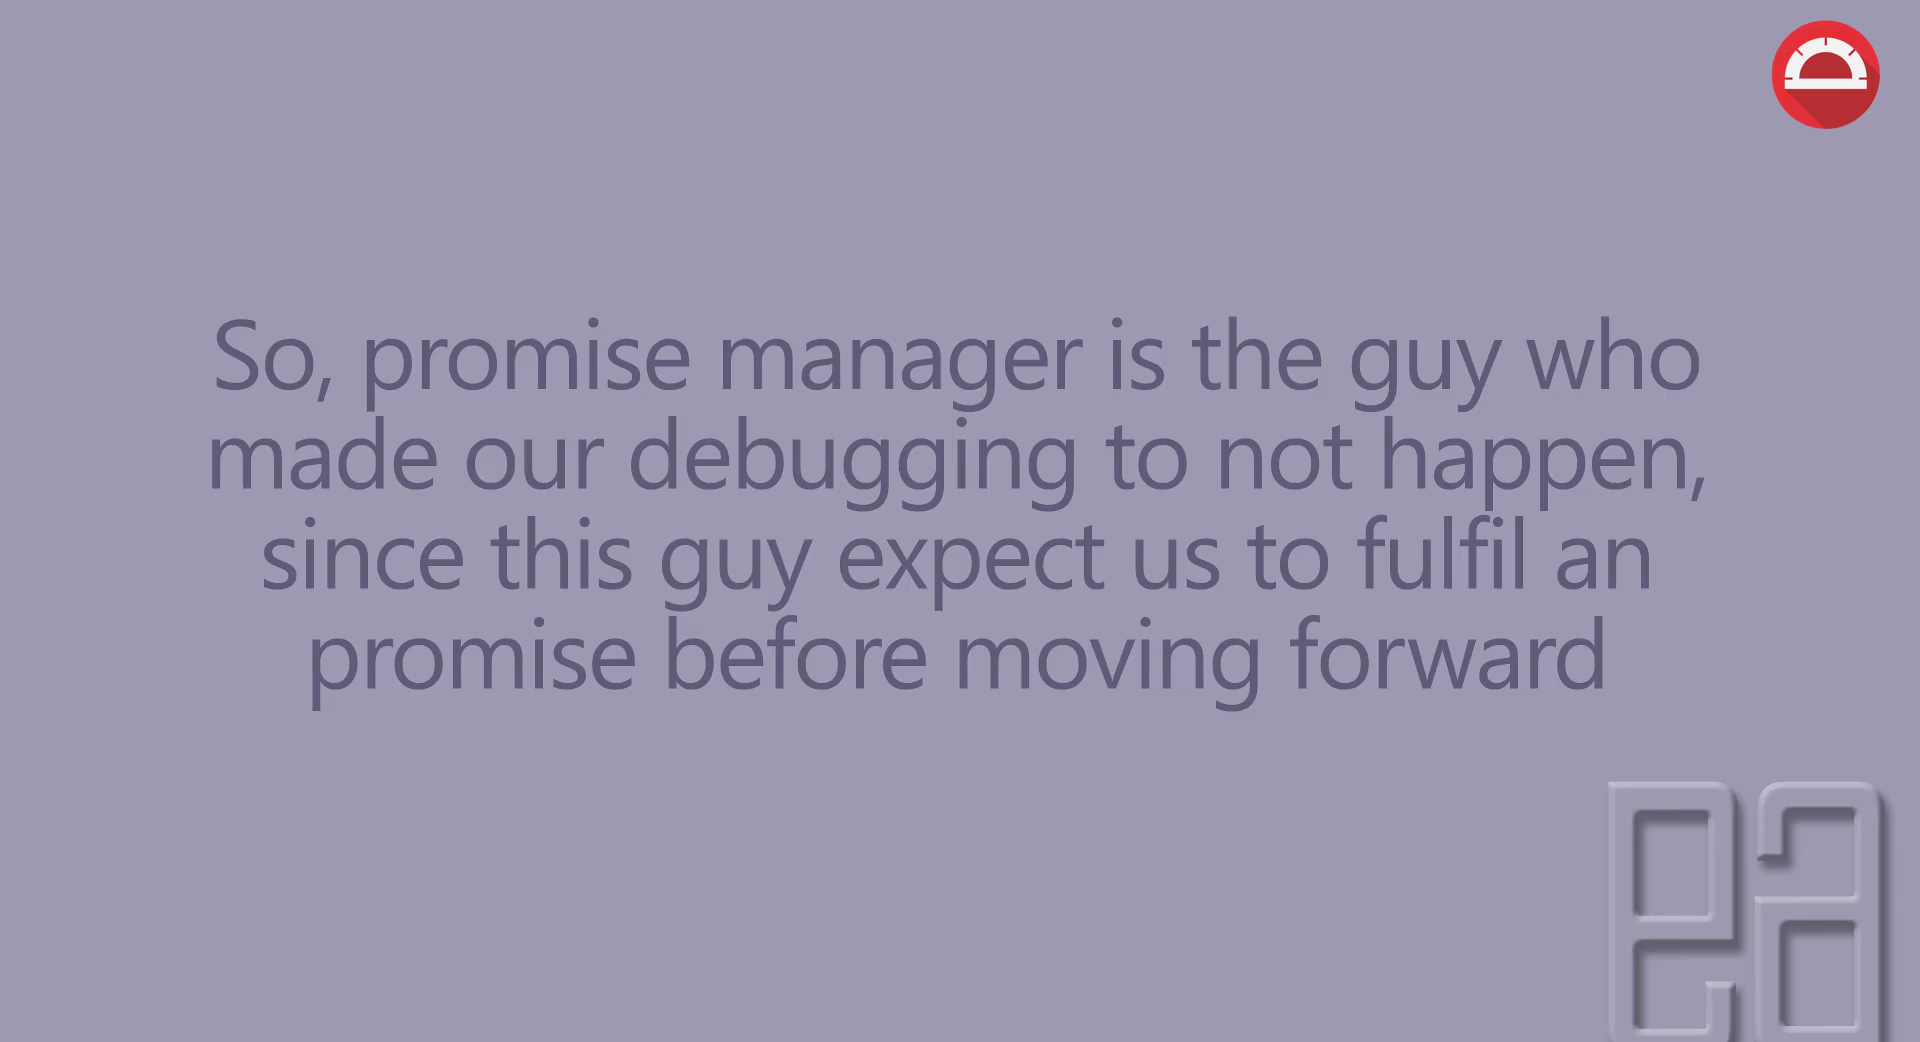 So, promise manager is the guy who
made our debugging to not happen,
since this guy expect us to fulfil an
promise before moving forward